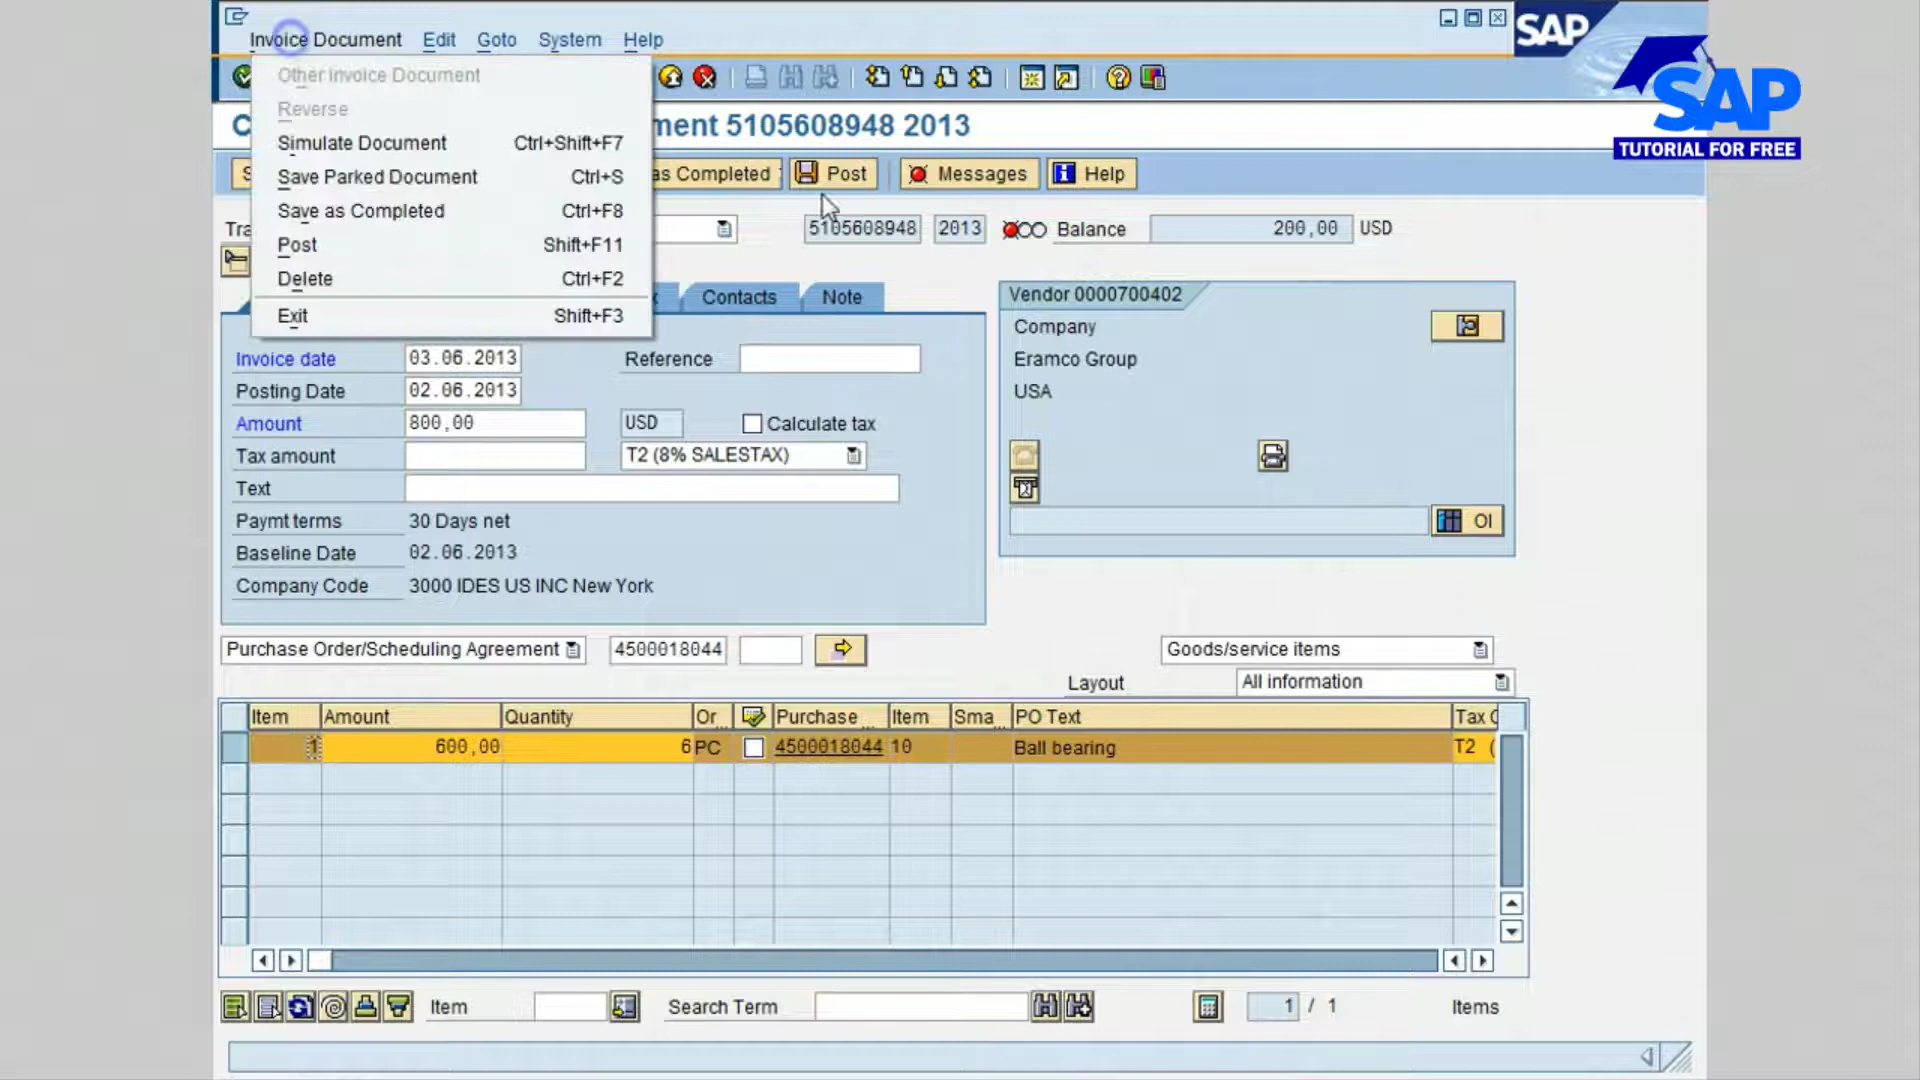 Invoice Document Edit Goto System Help
SAP
SAP
TUTORIAL FOR FREE
Other Invoice Document
Reverse
Simulate Document Ctrl+Shift+F7
Save Parked Document Ctrl+S
Save as Completed Ctrl+F8
Post Shift+F11
Delete Ctrl+F2
Exit Shift+F3
C ment 5105608948 2013
S as Completed Post Messages Help
Tra 5105608948 2013 Balance 200,00 USD
x Contacts Note
Invoice date 03.06.2013 Reference
Posting Date 02.06.2013
Amount 800,00 USD Calculate tax
Tax amount T2 (8% SALESTAX)
Text
Paymt terms 30 Days net
Baseline Date 02.06.2013
Company Code 3000 IDES US INC New York
Vendor 0000700402
Company
Eramco Group
USA
OI
Purchase Order/Scheduling Agreement 4500018044 Goods/service items
Layout All information
Item Amount Quantity Or... Purchase... Item Sma... PO Text Tax C
1 600,00 6 PC 4500018044 10 Ball bearing T2 (
Item Search Term 1 / 1 Items